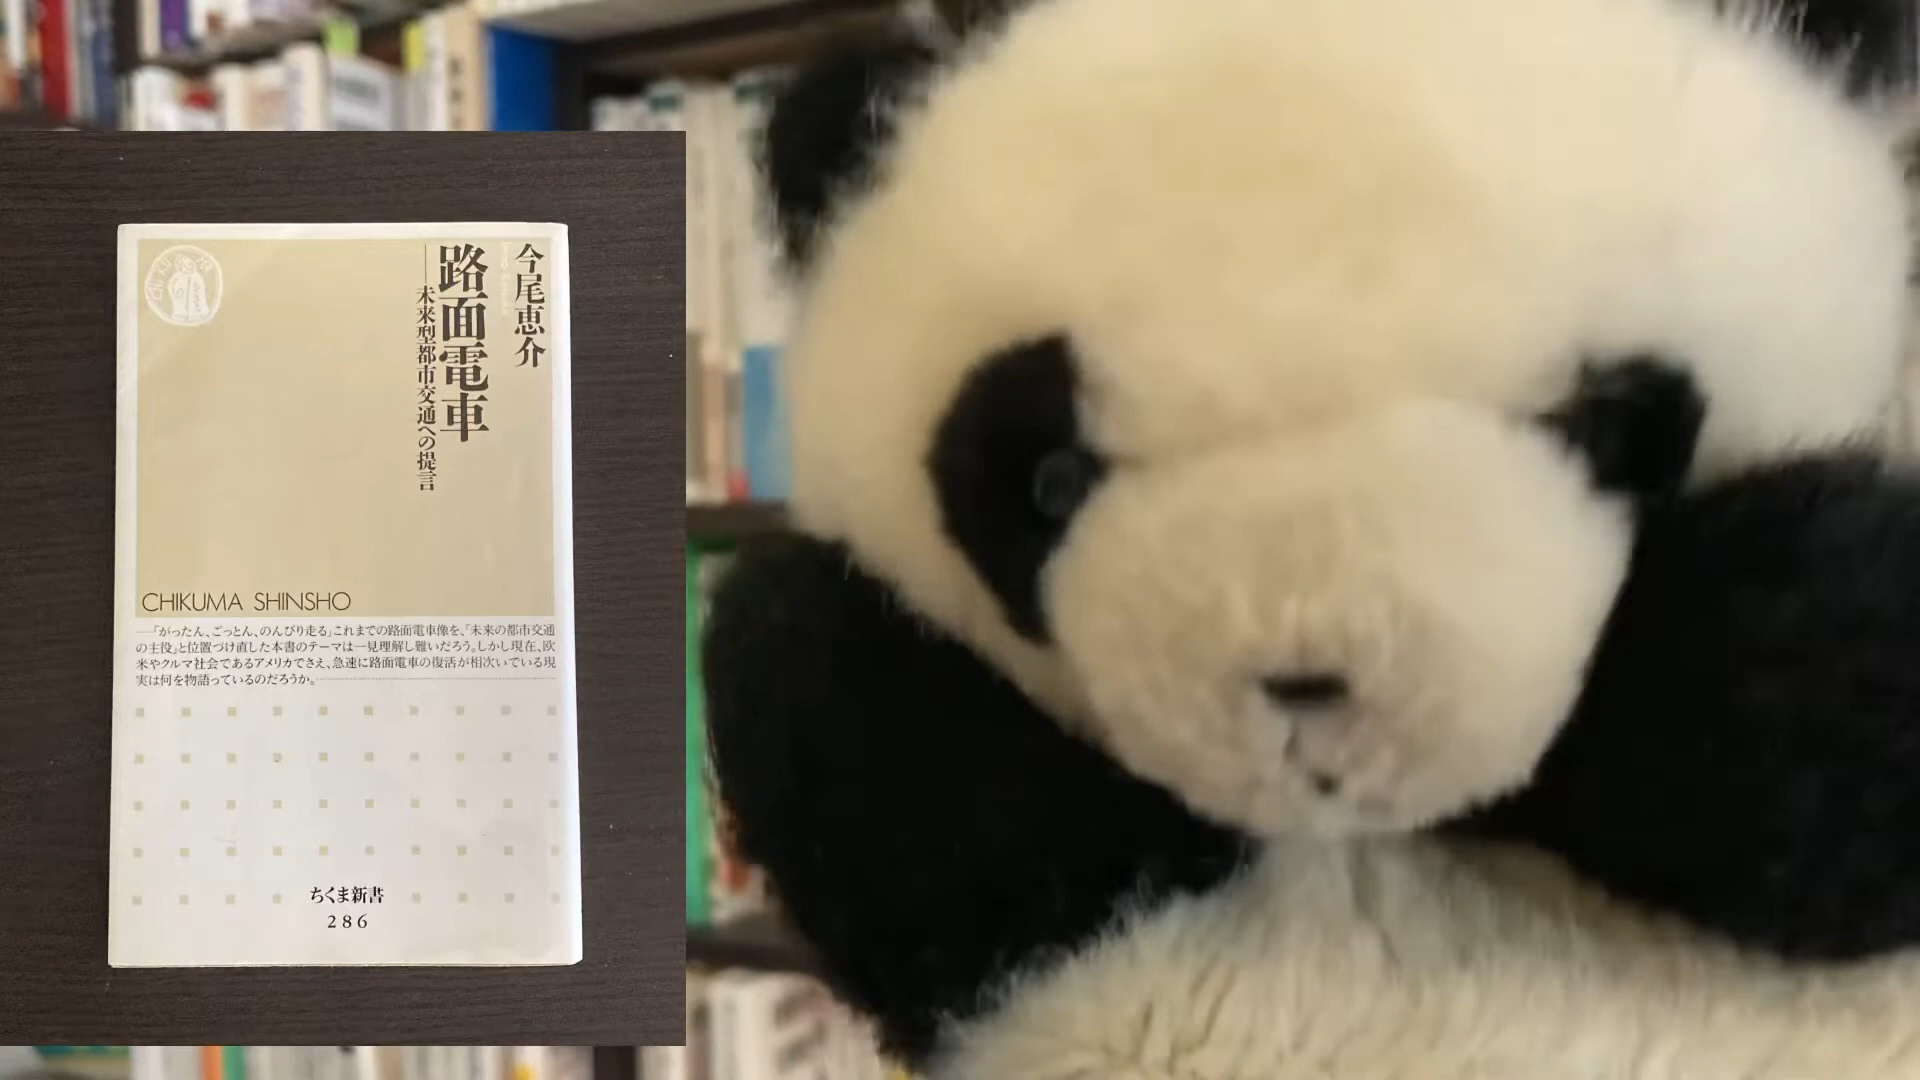 今尾恵介
路面電車
――未来型都市交通への提言
CHIKUMA SHINSHO
――「がったん、ごっとん、のんびり走る」これまでの路面電車像を、「未来の都市交通
の主役」と位置づけ直した本書のテーマは一見理解し難いだろう。しかし現在、欧
米やクルマ社会であるアメリカでさえ、急速に路面電車の復活が相次いでいる現
実は何を物語っているのだろうか。
ちくま新書
286